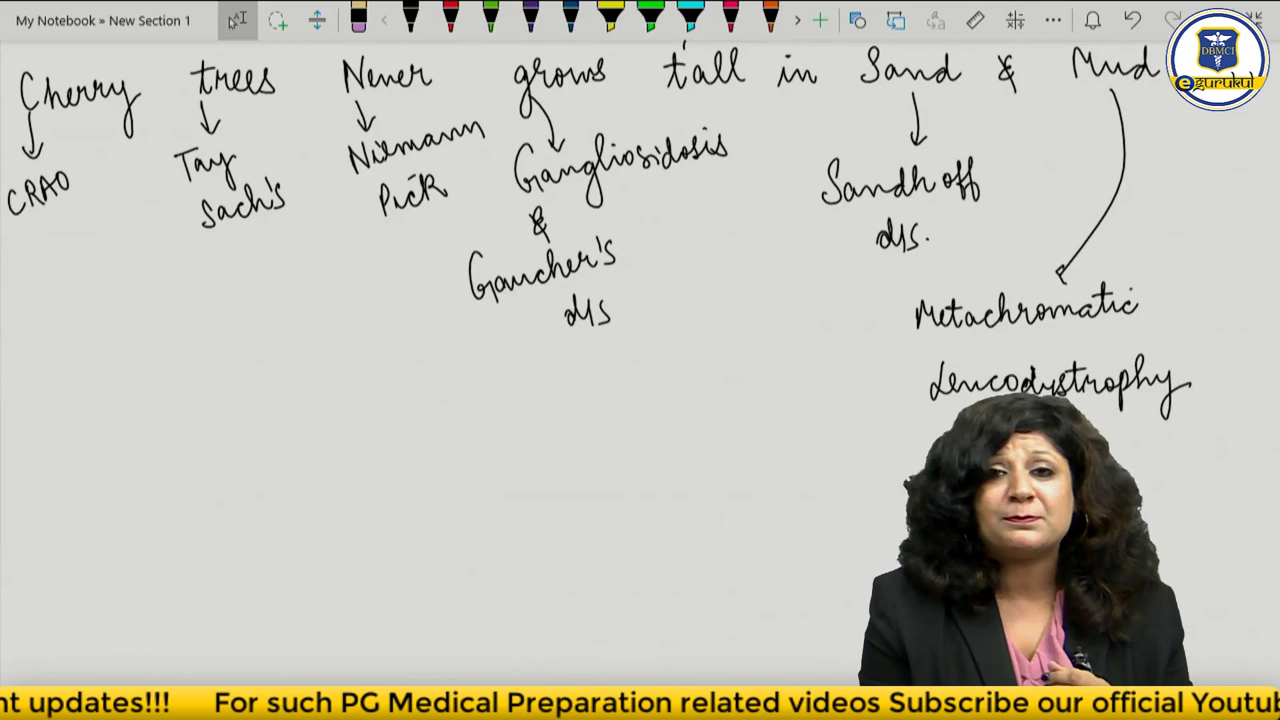 My Notebook » New Section 1
DBMCI
eGurukul
Cherry trees Never grows tall in Sand & Mud
CRAO
Tay
Sach's
Niemann
Pick
Gangliosidosis
&
Gaucher's
dis
Sandhoff
dis.
Metachromatic
Leucodystrophy
nt updates!!! For such PG Medical Preparation related videos Subscribe our official Youtub